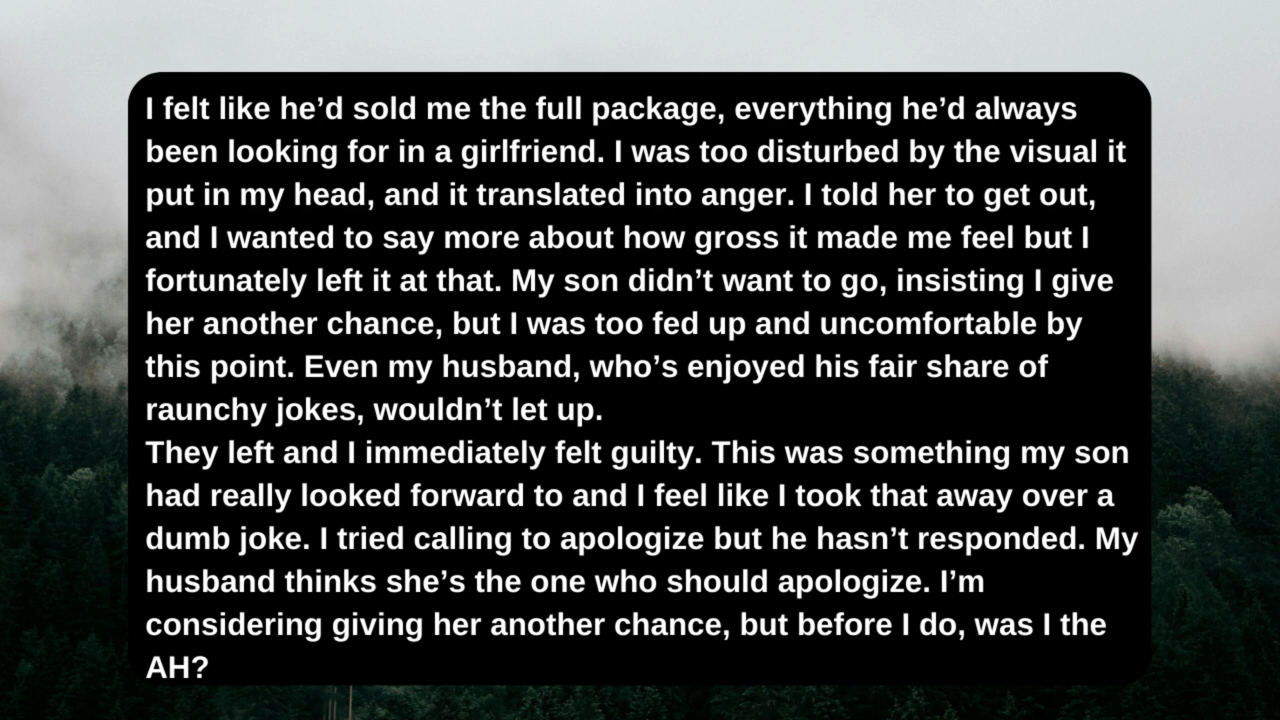 I felt like he’d sold me the full package, everything he’d always
been looking for in a girlfriend. I was too disturbed by the visual it
put in my head, and it translated into anger. I told her to get out,
and I wanted to say more about how gross it made me feel but I
fortunately left it at that. My son didn’t want to go, insisting I give
her another chance, but I was too fed up and uncomfortable by
this point. Even my husband, who’s enjoyed his fair share of
raunchy jokes, wouldn’t let up.
They left and I immediately felt guilty. This was something my son
had really looked forward to and I feel like I took that away over a
dumb joke. I tried calling to apologize but he hasn’t responded. My
husband thinks she’s the one who should apologize. I’m
considering giving her another chance, but before I do, was I the
AH?